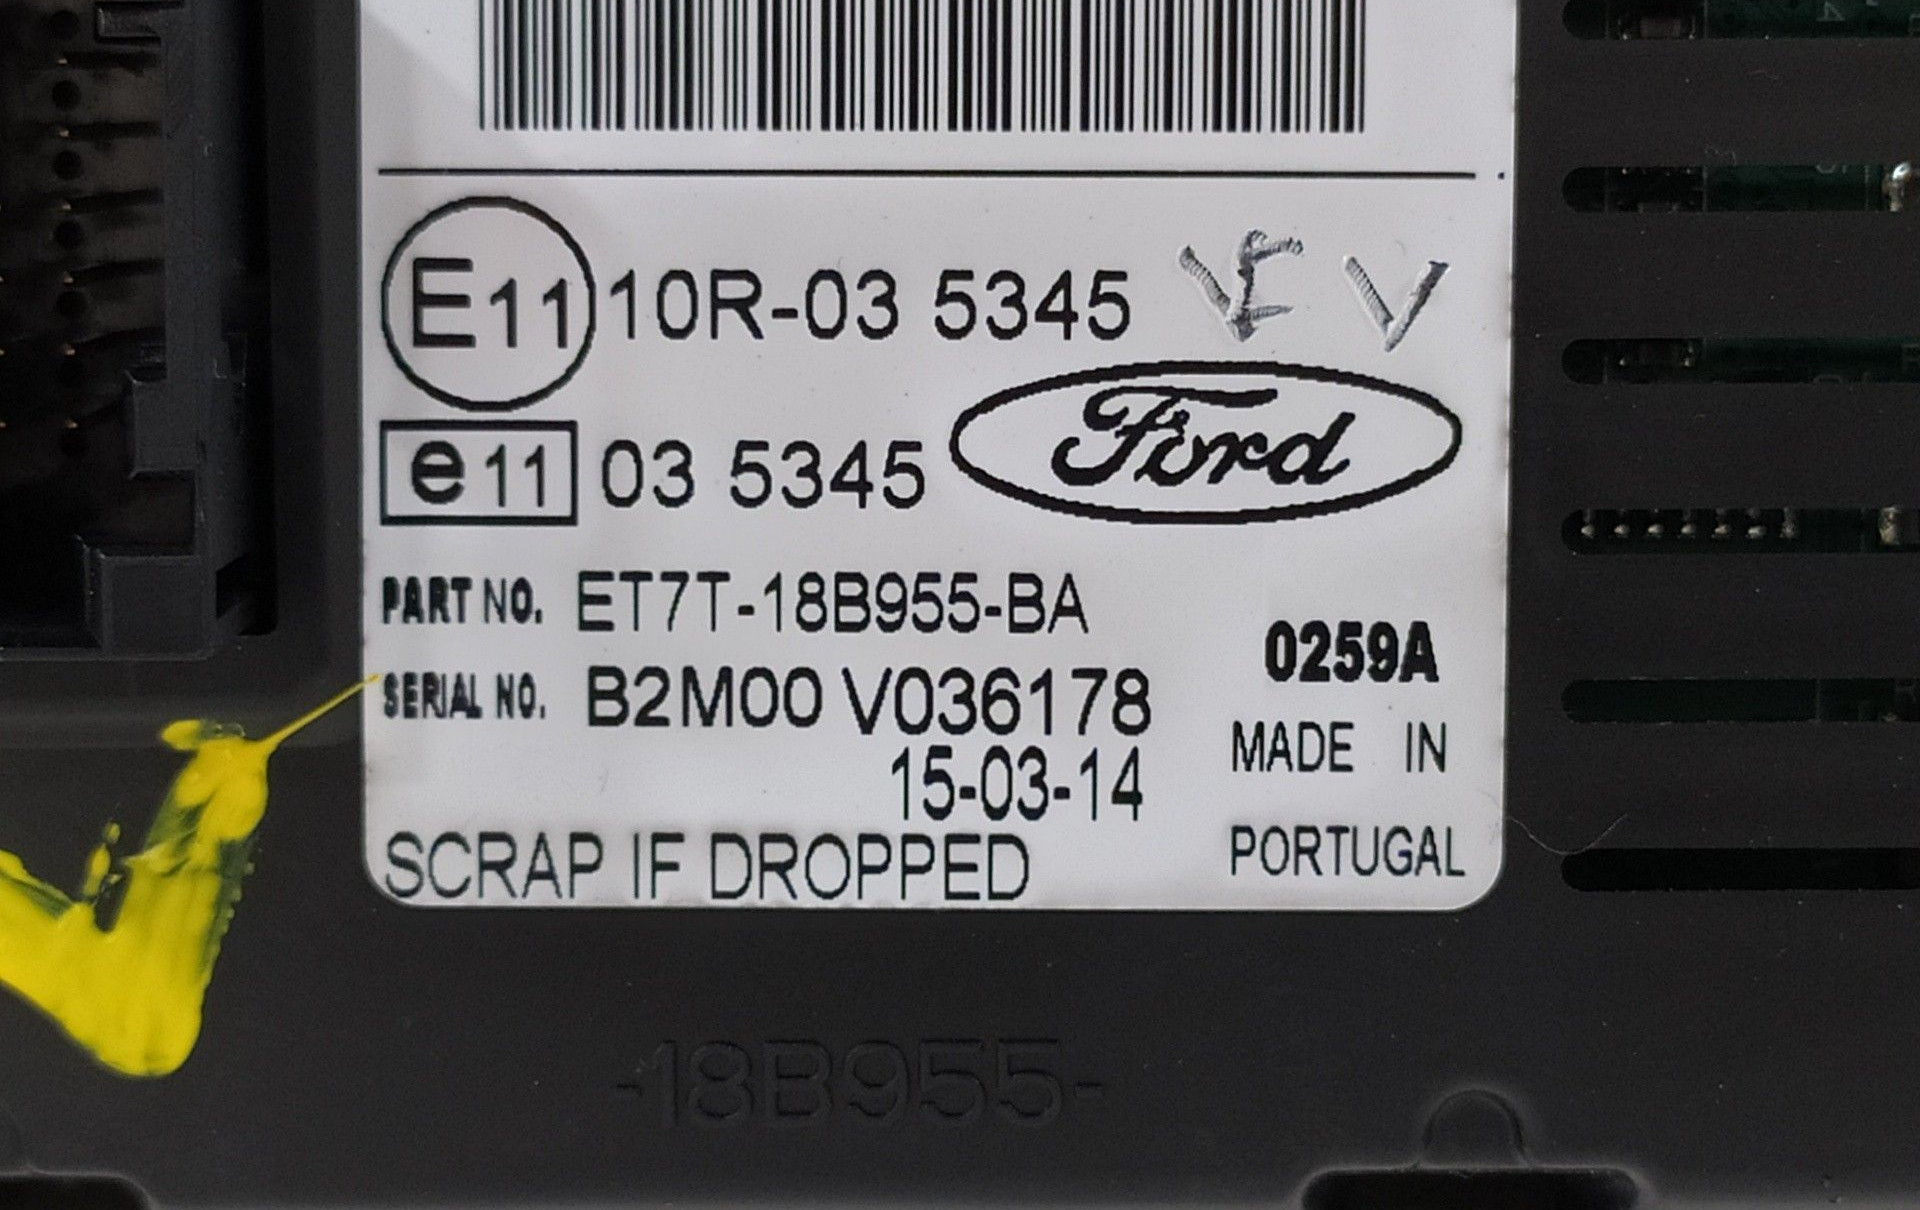 E11 10R-03 5345 VF V
e11 03 5345 Ford
PART NO. ET7T-18B955-BA
0259A
SERIAL NO. B2M00 V036178
15-03-14
MADE IN
PORTUGAL
SCRAP IF DROPPED
-18B955-